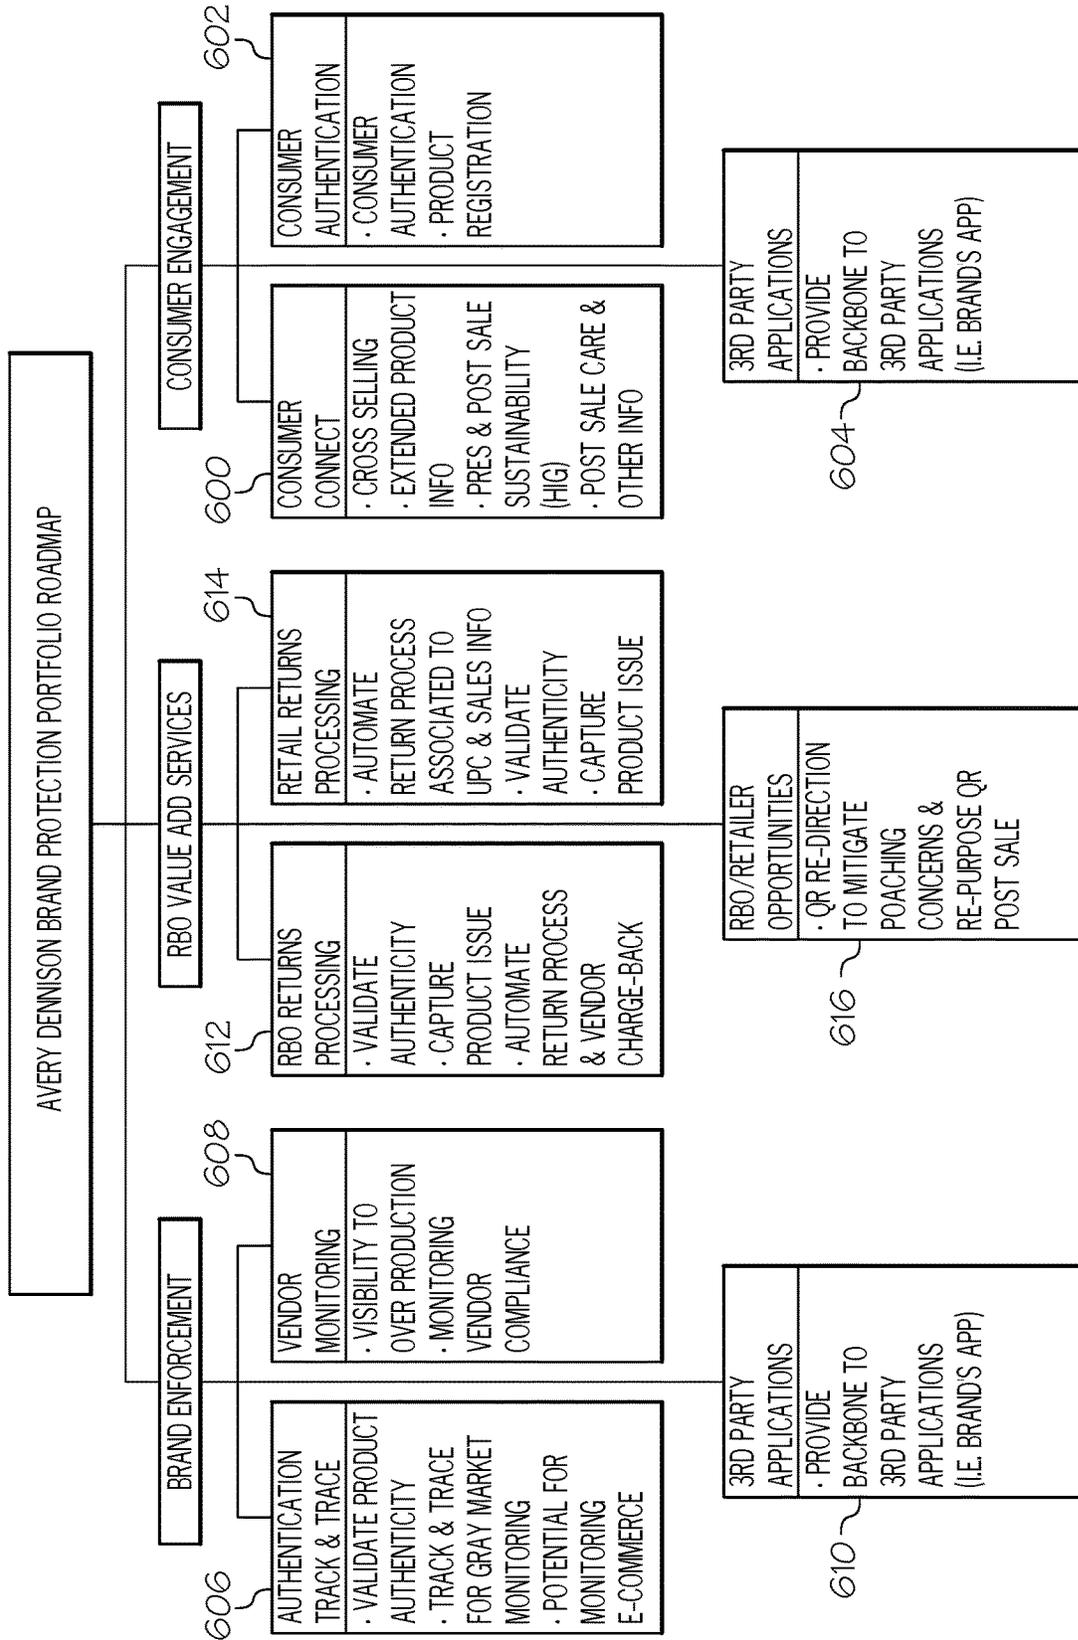 AVERY DENNISON BRAND PROTECTION PORTFOLIO ROADMAP
BRAND ENFORCEMENT
606
AUTHENTICATION
TRACK & TRACE
· VALIDATE PRODUCT
AUTHENTICITY
· TRACK & TRACE
FOR GRAY MARKET
MONITORING
· POTENTIAL FOR
MONITORING
E-COMMERCE
608
VENDOR
MONITORING
· VISIBILITY TO
OVER PRODUCTION
· MONITORING
VENDOR
COMPLIANCE
610
3RD PARTY
APPLICATIONS
· PROVIDE
BACKBONE TO
3RD PARTY
APPLICATIONS
(I.E. BRAND'S APP)
RBO VALUE ADD SERVICES
612
RBO RETURNS
PROCESSING
· VALIDATE
AUTHENTICITY
· CAPTURE
PRODUCT ISSUE
· AUTOMATE
RETURN PROCESS
& VENDOR
CHARGE-BACK
614
RETAIL RETURNS
PROCESSING
· AUTOMATE
RETURN PROCESS
ASSOCIATED TO
UPC & SALES INFO
· VALIDATE
AUTHENTICITY
· CAPTURE
PRODUCT ISSUE
616
RBO/RETAILER
OPPORTUNITIES
· QR RE-DIRECTION
TO MITIGATE
POACHING
CONCERNS &
RE-PURPOSE QR
POST SALE
CONSUMER ENGAGEMENT
600
CONSUMER
CONNECT
· CROSS SELLING
· EXTENDED PRODUCT
INFO
· PRES & POST SALE
SUSTAINABILITY
(HIG)
· POST SALE CARE &
OTHER INFO
602
CONSUMER
AUTHENTICATION
· CONSUMER
AUTHENTICATION
· PRODUCT
REGISTRATION
604
3RD PARTY
APPLICATIONS
· PROVIDE
BACKBONE TO
3RD PARTY
APPLICATIONS
(I.E. BRAND'S APP)